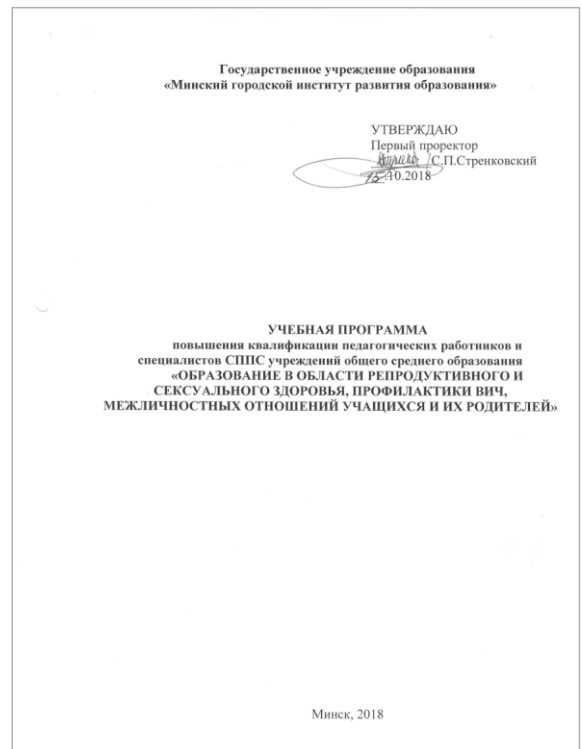 Государственное учреждение образования
«Минский городской институт развития образования»
УТВЕРЖДАЮ
Первый проректор
С.П.Стренковский
15.10.2018
УЧЕБНАЯ ПРОГРАММА
повышения квалификации педагогических работников и
специалистов СППС учреждений общего среднего образования
«ОБРАЗОВАНИЕ В ОБЛАСТИ РЕПРОДУКТИВНОГО И
СЕКСУАЛЬНОГО ЗДОРОВЬЯ, ПРОФИЛАКТИКИ ВИЧ,
МЕЖЛИЧНОСТНЫХ ОТНОШЕНИЙ УЧАЩИХСЯ И ИХ РОДИТЕЛЕЙ»
Минск, 2018